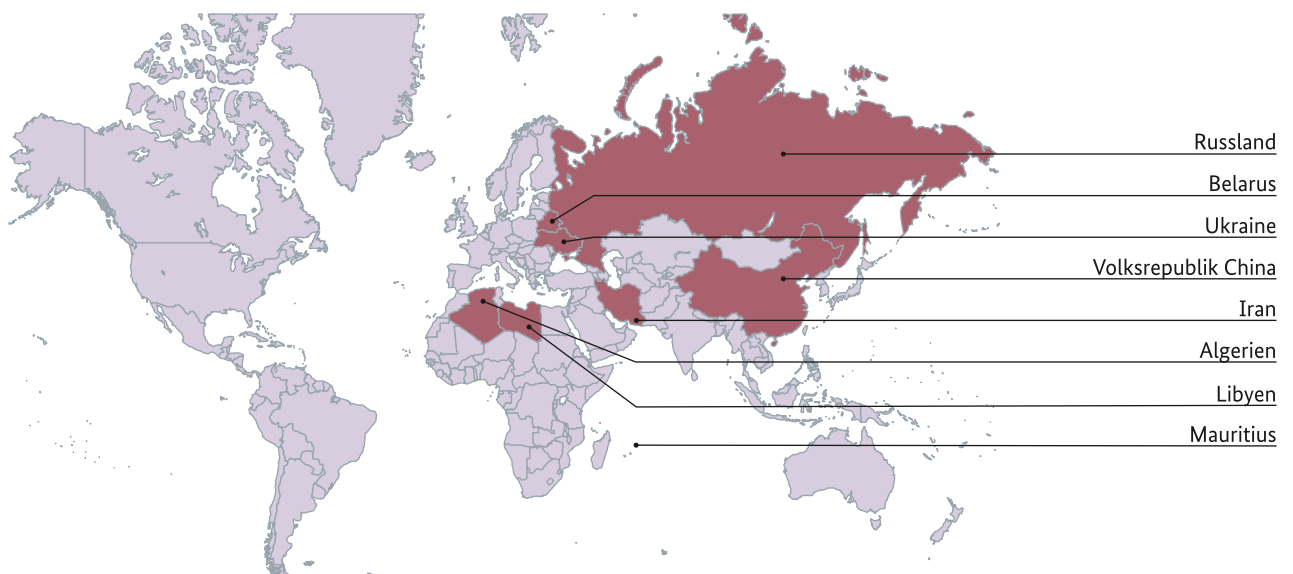 Russland
Belarus
Ukraine
Volksrepublik China
Iran
Algerien
Libyen
Mauritius